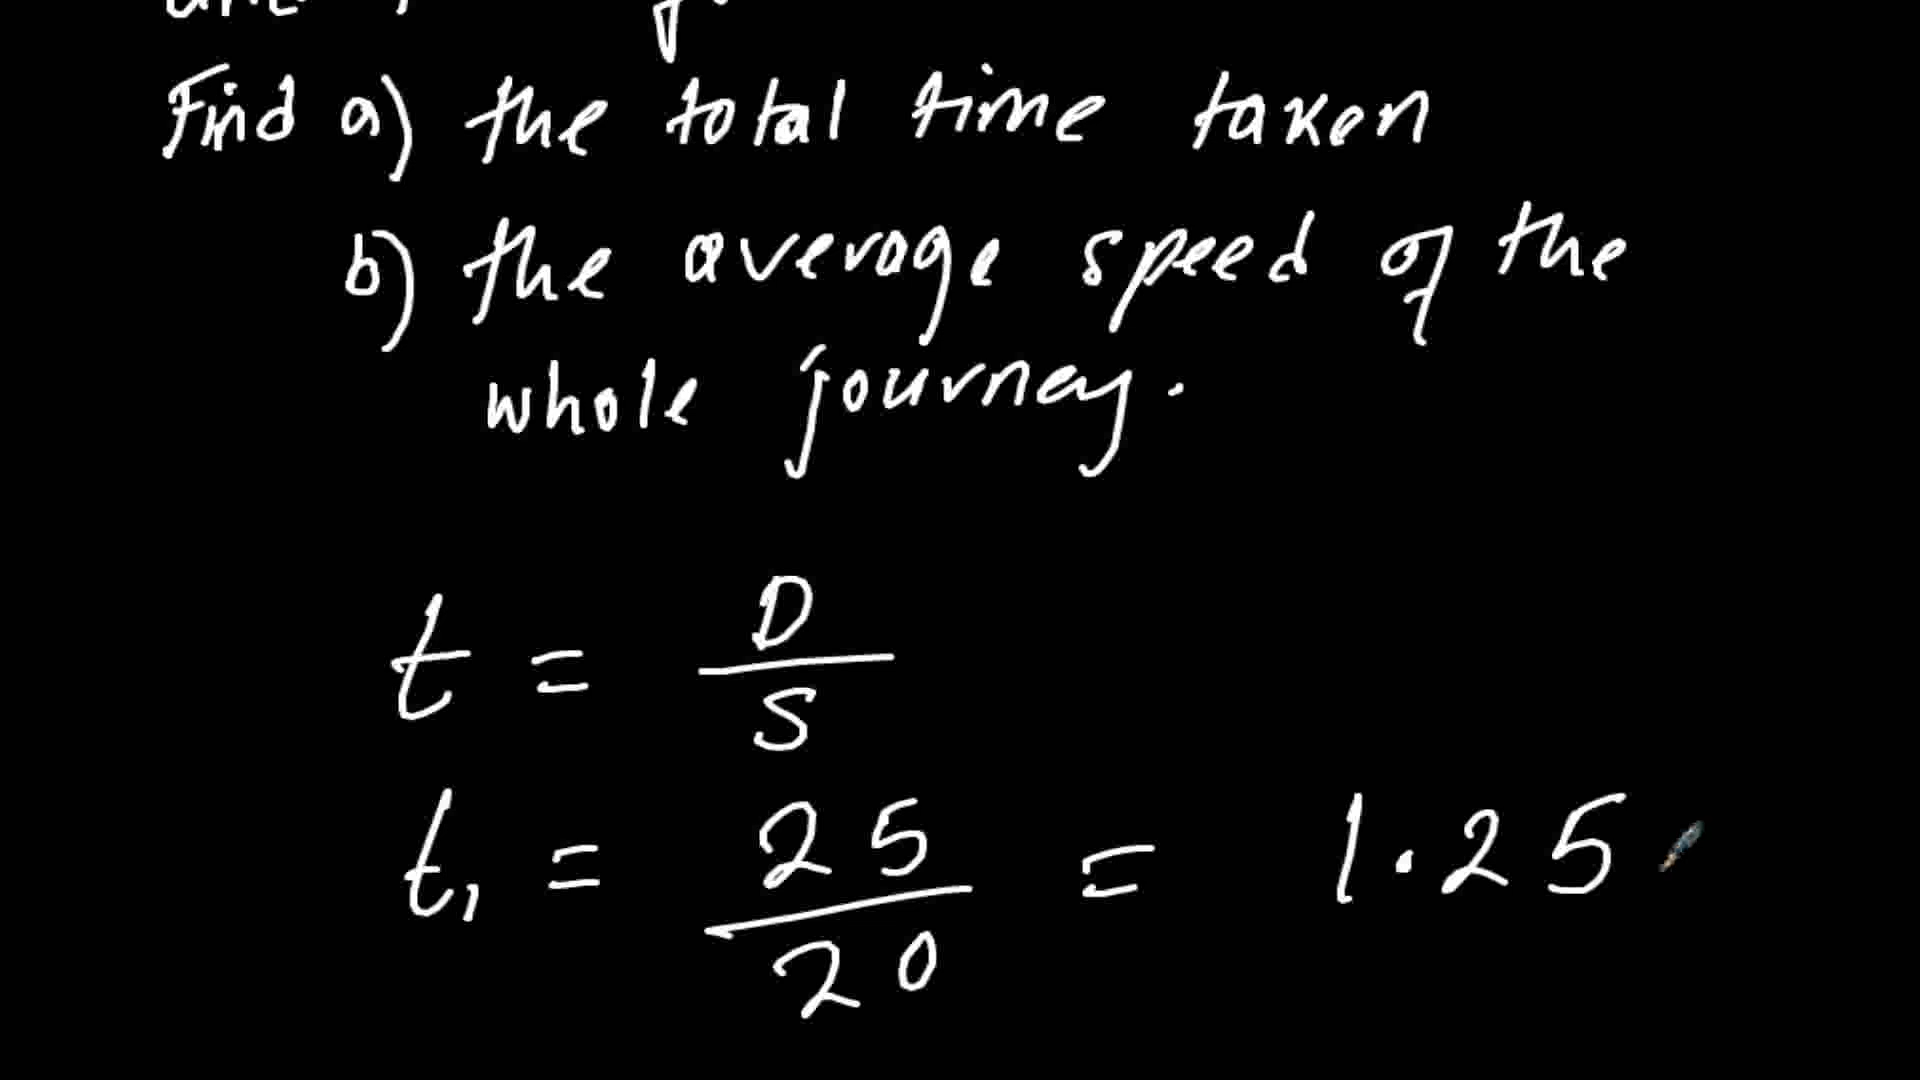 Find a) the total time taken
b) the average speed of the
whole journey.
t = D/S
t₁ = 25/20 = 1.25